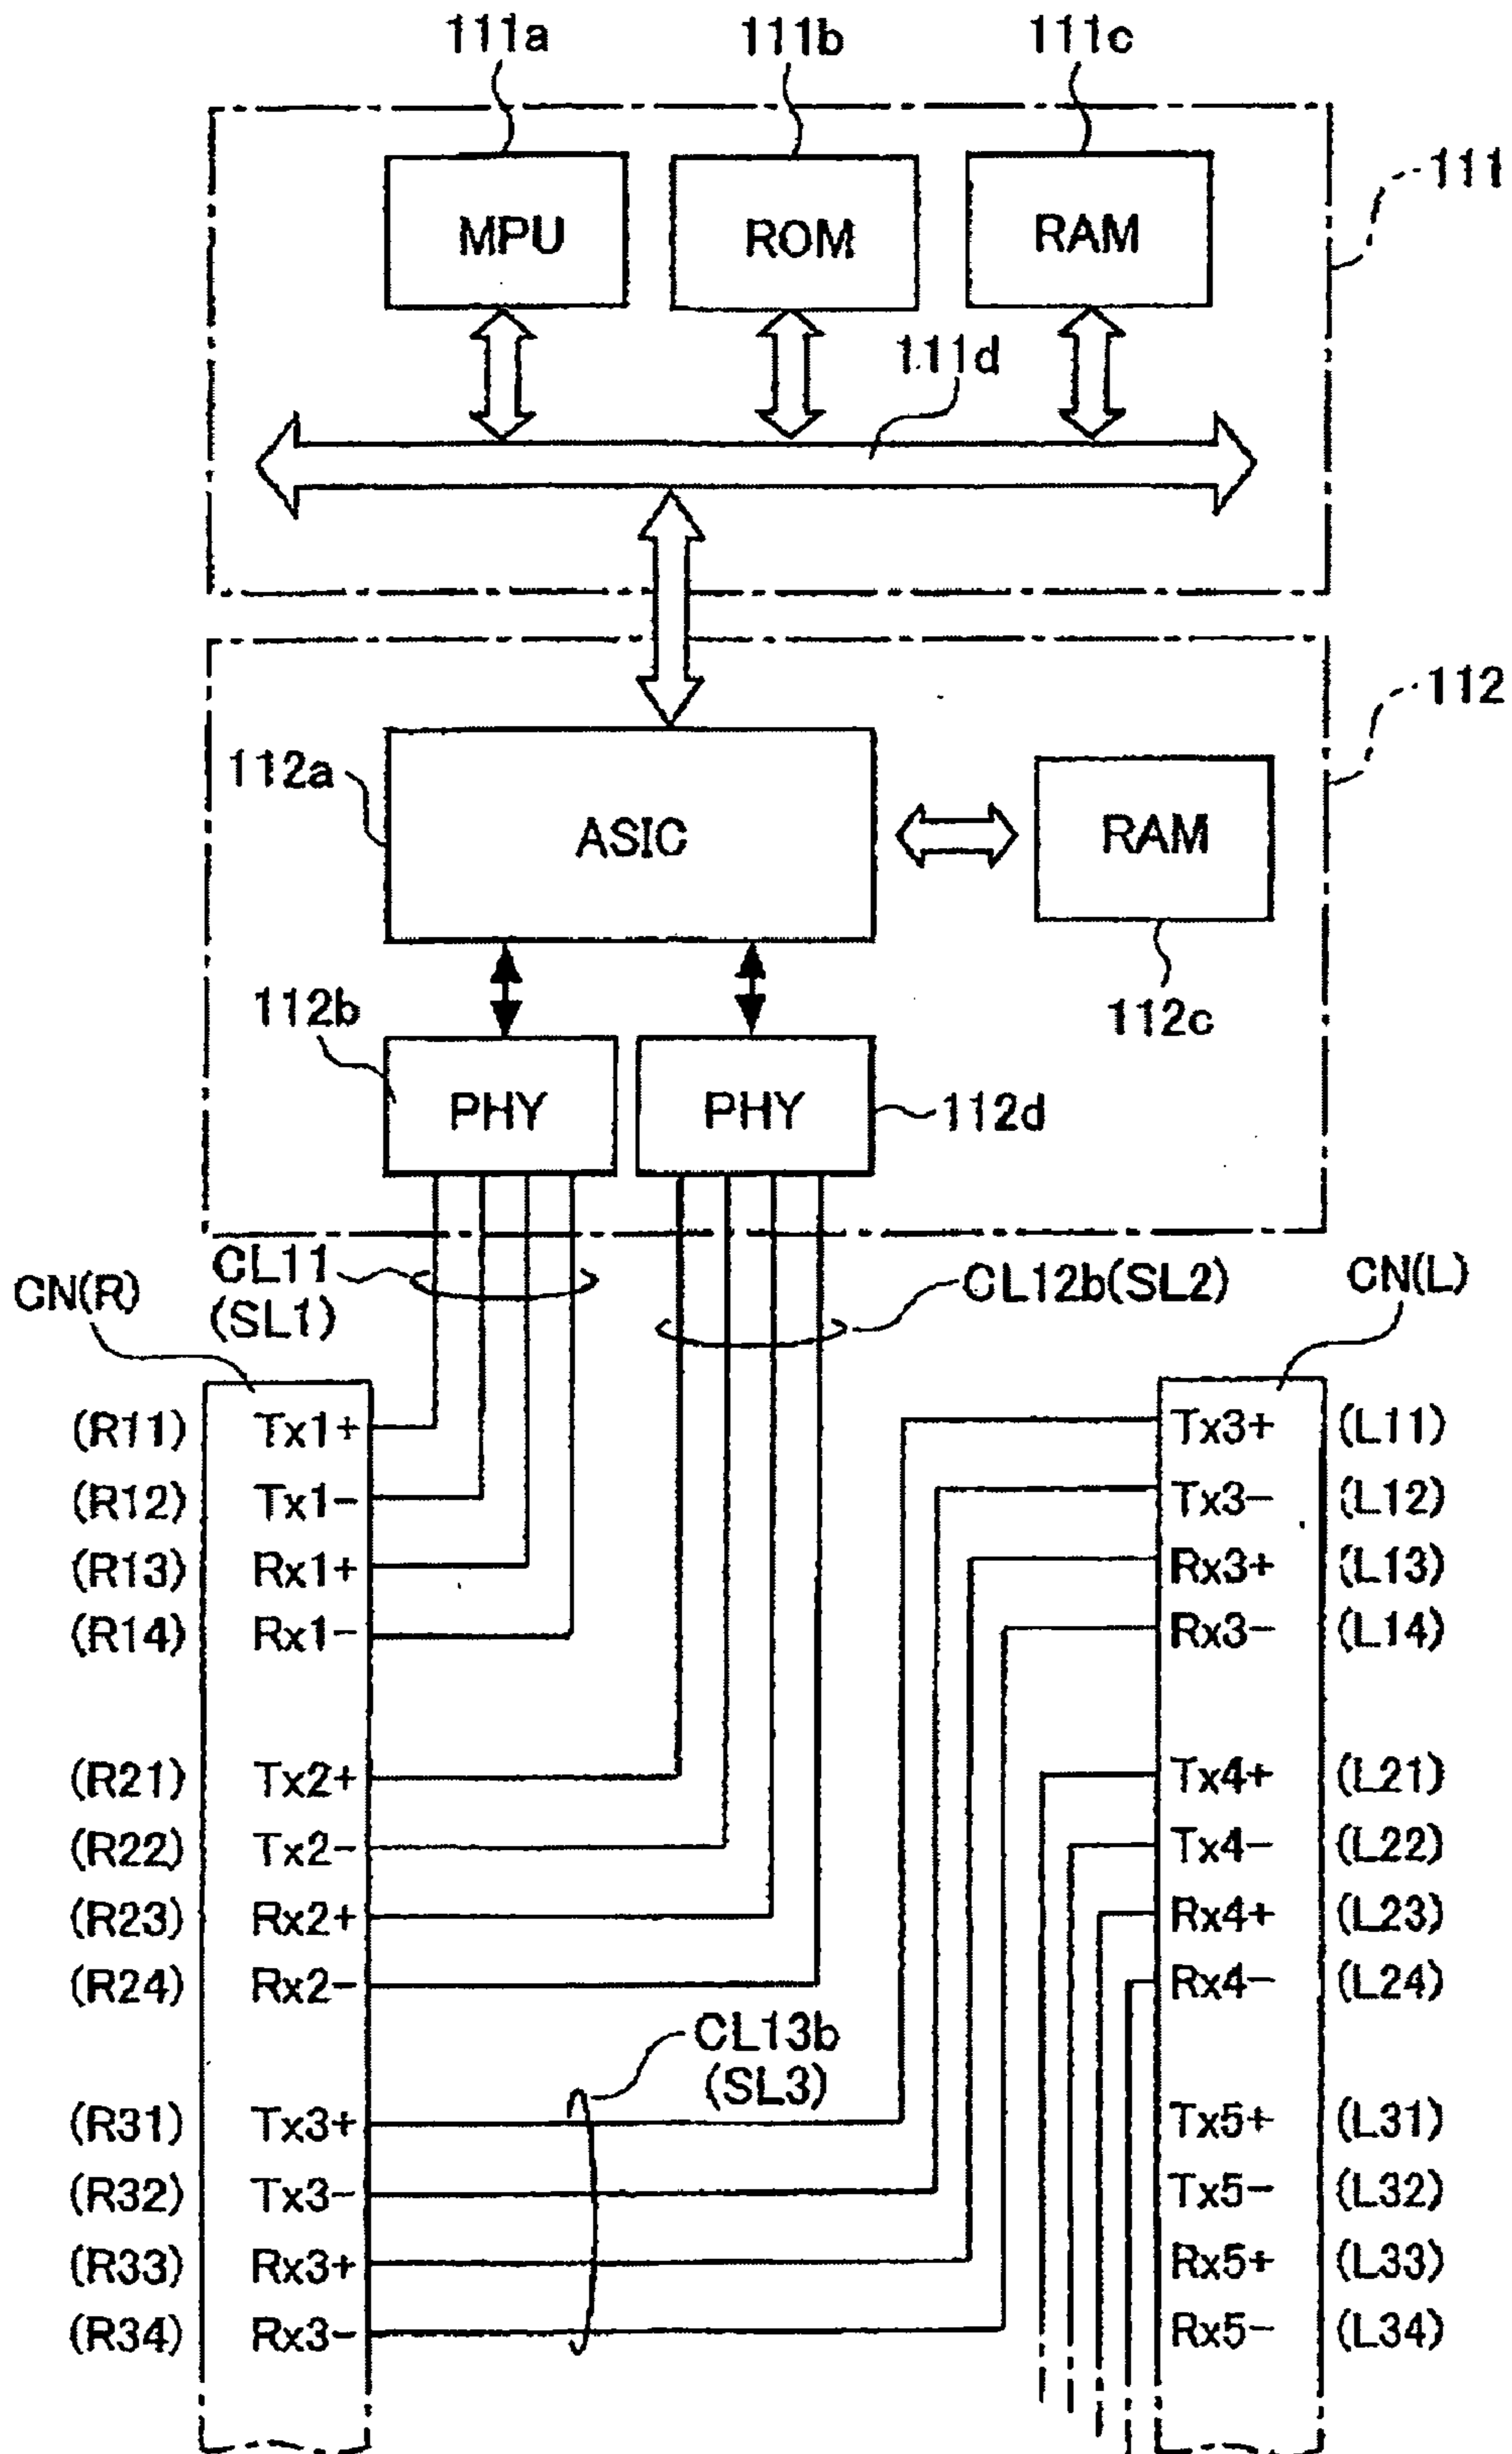 111a 111b 111c
111
MPU ROM RAM
111d
112
112a
ASIC RAM
112b 112c
PHY PHY 112d
CL11
(SL1)
CL12b(SL2)
CN(R) CN(L)
(R11) Tx1+ Tx3+ (L11)
(R12) Tx1- Tx3- (L12)
(R13) Rx1+ Rx3+ (L13)
(R14) Rx1- Rx3- (L14)
(R21) Tx2+ Tx4+ (L21)
(R22) Tx2- Tx4- (L22)
(R23) Rx2+ Rx4+ (L23)
(R24) Rx2- Rx4- (L24)
CL13b
(SL3)
(R31) Tx3+ Tx5+ (L31)
(R32) Tx3- Tx5- (L32)
(R33) Rx3+ Rx5+ (L33)
(R34) Rx3- Rx5- (L34)